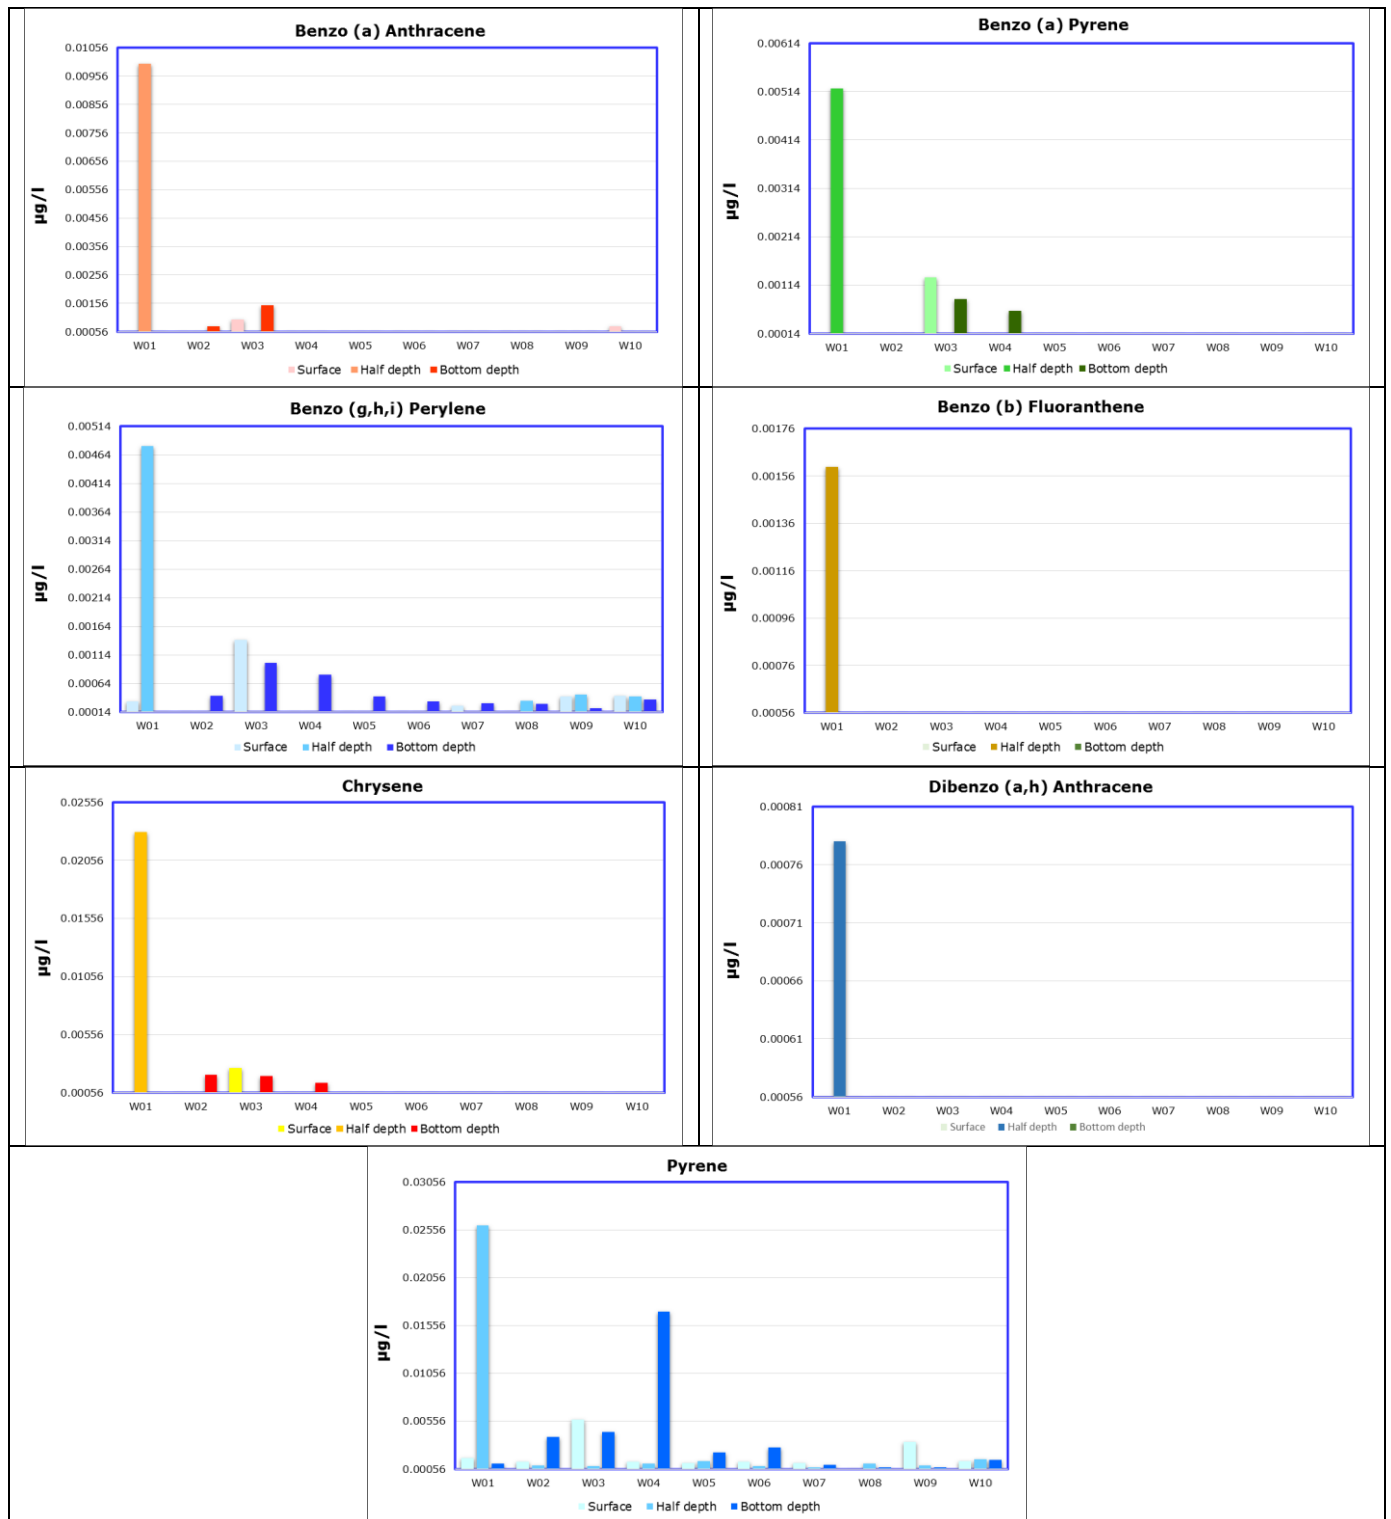 Benzo (a) Anthracene
0.01056
0.00956
0.00856
0.00756
0.00656
0.00556
0.00456
0.00356
0.00256
0.00156
0.00056
µg/l
W01 W02 W03 W04 W05 W06 W07 W08 W09 W10
Surface Half depth Bottom depth
Benzo (a) Pyrene
0.00614
0.00514
0.00414
0.00314
0.00214
0.00114
0.00014
µg/l
W01 W02 W03 W04 W05 W06 W07 W08 W09 W10
Surface Half depth Bottom depth
Benzo (g,h,i) Perylene
0.00514
0.00464
0.00414
0.00364
0.00314
0.00264
0.00214
0.00164
0.00114
0.00064
0.00014
µg/l
W01 W02 W03 W04 W05 W06 W07 W08 W09 W10
Surface Half depth Bottom depth
Benzo (b) Fluoranthene
0.00176
0.00156
0.00136
0.00116
0.00096
0.00076
0.00056
µg/l
W01 W02 W03 W04 W05 W06 W07 W08 W09 W10
Surface Half depth Bottom depth
Chrysene
0.02556
0.02056
0.01556
0.01056
0.00556
0.00056
µg/l
W01 W02 W03 W04 W05 W06 W07 W08 W09 W10
Surface Half depth Bottom depth
Dibenzo (a,h) Anthracene
0.00081
0.00076
0.00071
0.00066
0.00061
0.00056
µg/l
W01 W02 W03 W04 W05 W06 W07 W08 W09 W10
Surface Half depth Bottom depth
Pyrene
0.03056
0.02556
0.02056
0.01556
0.01056
0.00556
0.00056
µg/l
W01 W02 W03 W04 W05 W06 W07 W08 W09 W10
Surface Half depth Bottom depth